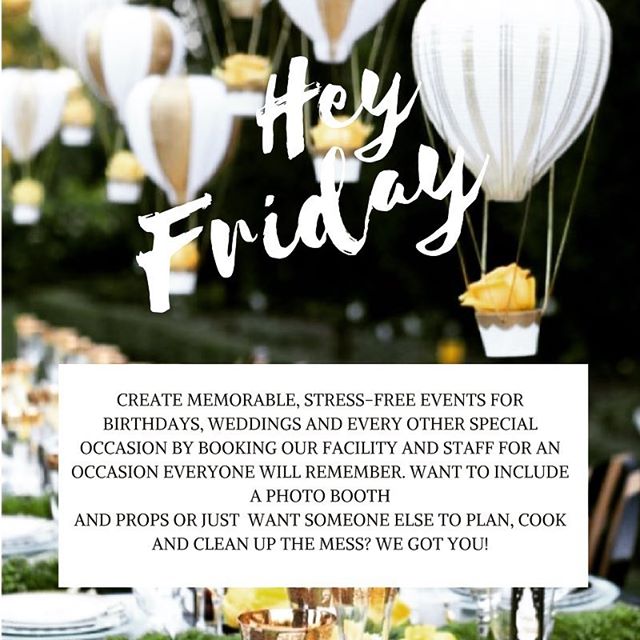 Hey
Friday
CREATE MEMORABLE, STRESS-FREE EVENTS FOR
BIRTHDAYS, WEDDINGS AND EVERY OTHER SPECIAL
OCCASION BY BOOKING OUR FACILITY AND STAFF FOR AN
OCCASION EVERYONE WILL REMEMBER. WANT TO INCLUDE
A PHOTO BOOTH
AND PROPS OR JUST WANT SOMEONE ELSE TO PLAN, COOK
AND CLEAN UP THE MESS? WE GOT YOU!